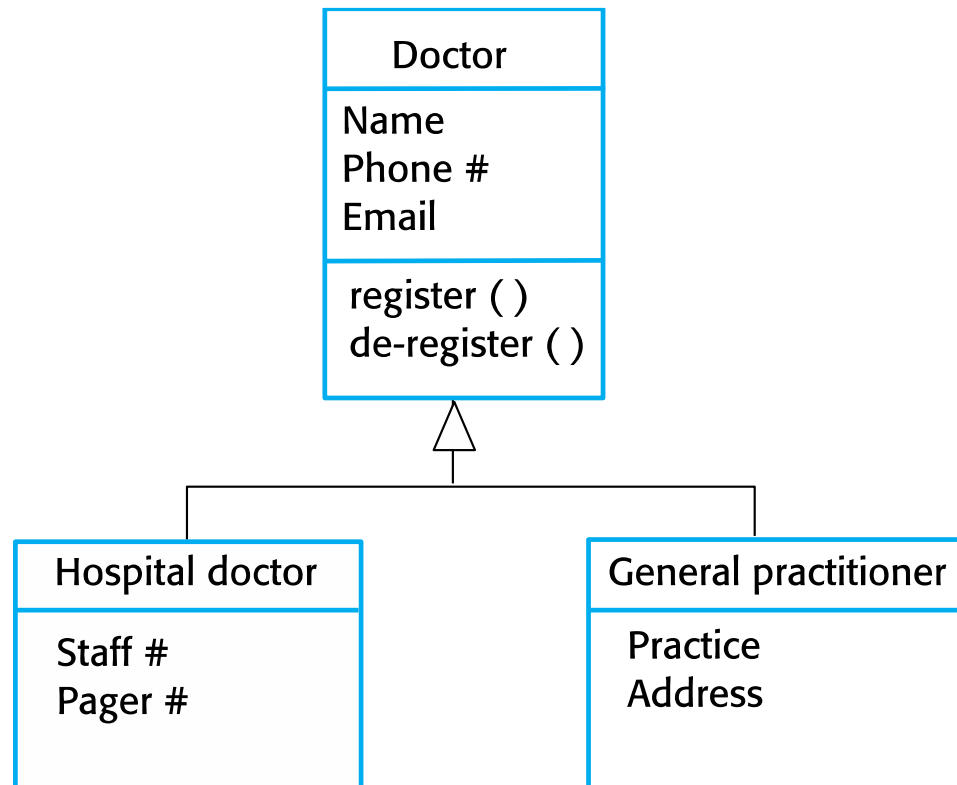 Doctor
Name
Phone #
Email
register ( )
de-register ( )
Hospital doctor
Staff #
Pager #
General practitioner
Practice
Address